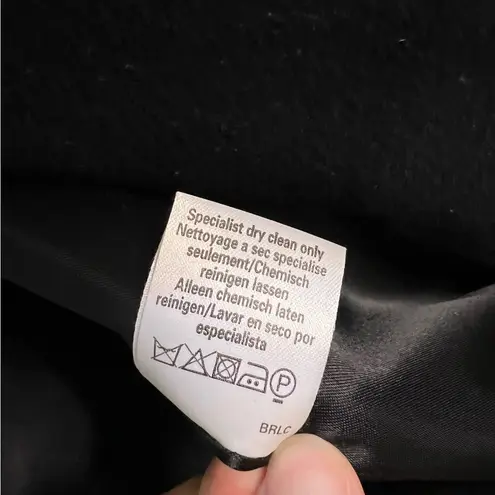 Specialist dry clean only
Nettoyage a sec specialise
seulement/Chemisch
reinigen lassen
Alleen chemisch laten
reinigen/Lavar en seco por
especialista
P
BRLC